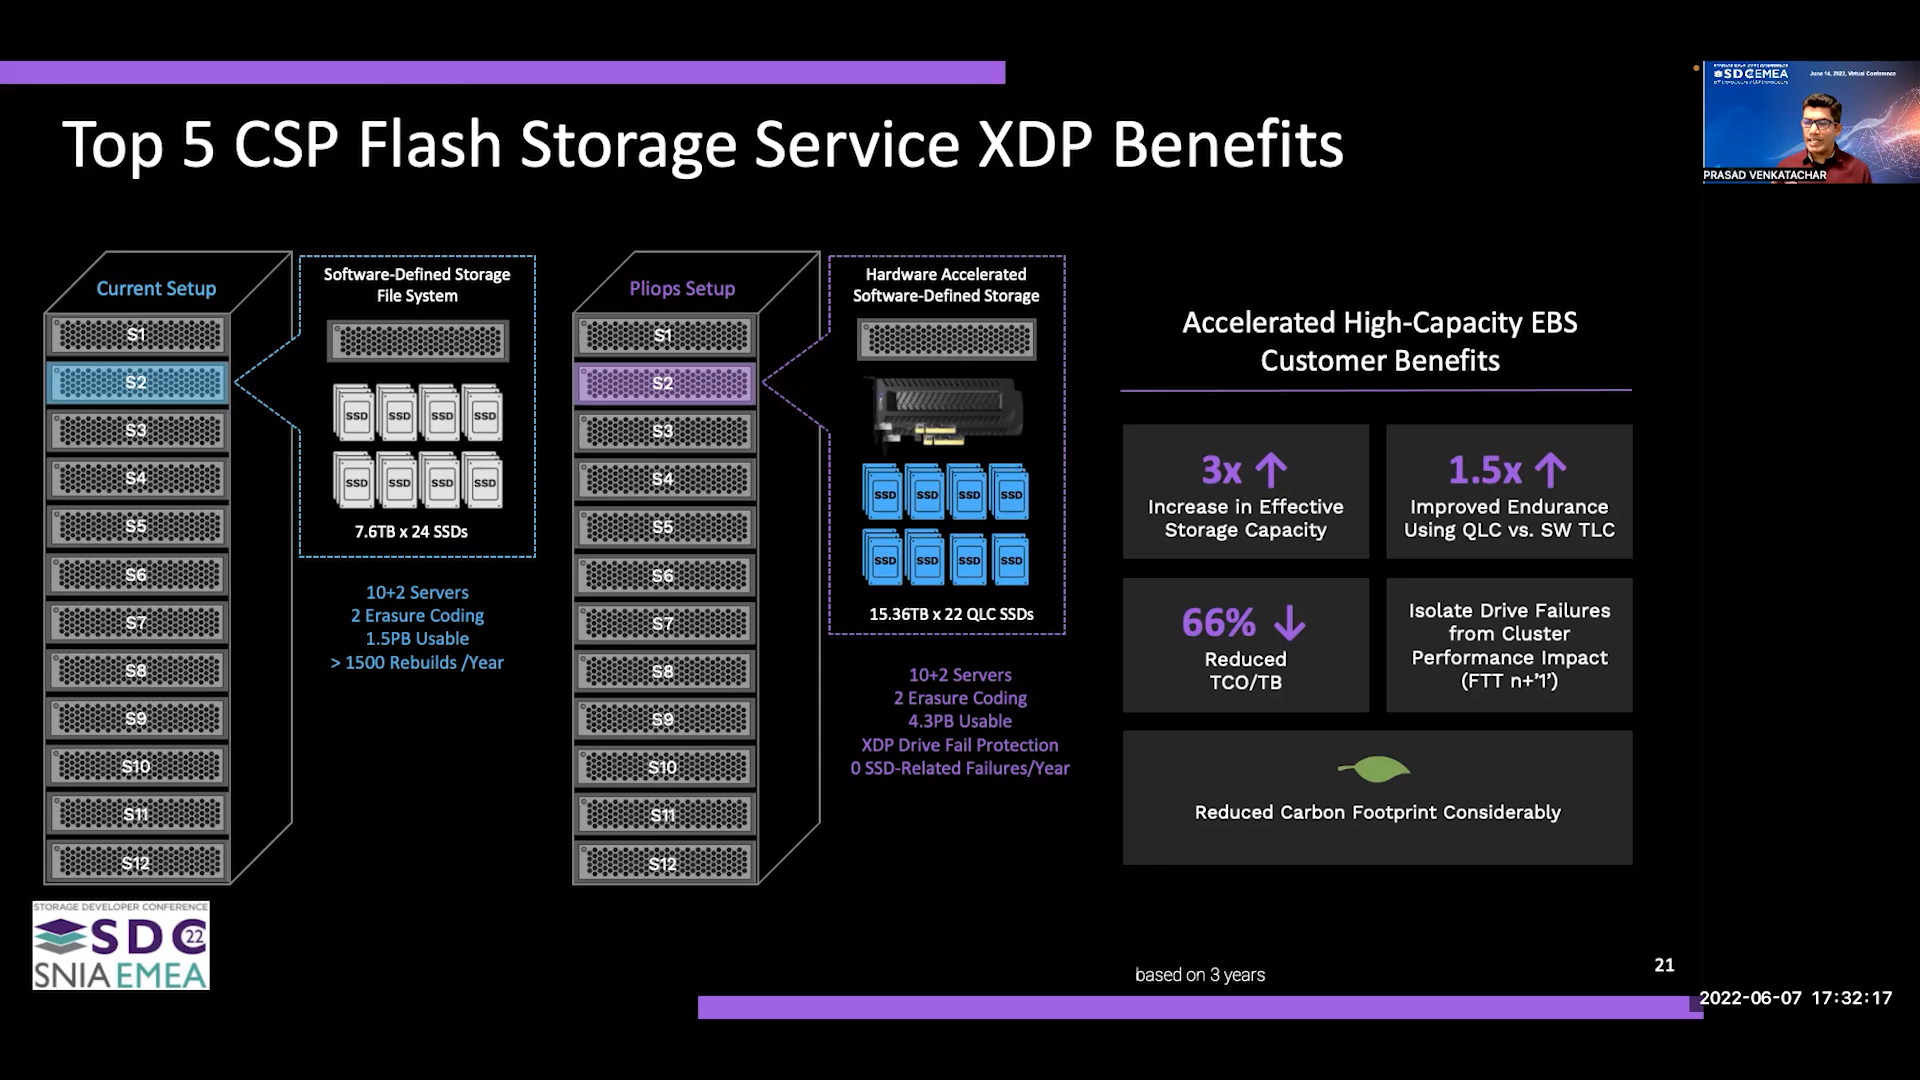 Top 5 CSP Flash Storage Service XDP Benefits
SDC EMEA
June 14, 2022, Virtual Conference
PRASAD VENKATACHAR
Current Setup
S1
S2
S3
S4
S5
S6
S7
S8
S9
S10
S11
S12
Software-Defined Storage
File System
SSD SSD SSD SSD
SSD SSD SSD SSD
7.6TB x 24 SSDs
10+2 Servers
2 Erasure Coding
1.5PB Usable
> 1500 Rebuilds /Year
Pliops Setup
S1
S2
S3
S4
S5
S6
S7
S8
S9
S10
S11
S12
Hardware Accelerated
Software-Defined Storage
SSD SSD SSD SSD
SSD SSD SSD SSD
15.36TB x 22 QLC SSDs
10+2 Servers
2 Erasure Coding
4.3PB Usable
XDP Drive Fail Protection
0 SSD-Related Failures/Year
Accelerated High-Capacity EBS
Customer Benefits
3x ↑
Increase in Effective
Storage Capacity
1.5x ↑
Improved Endurance
Using QLC vs. SW TLC
66% ↓
Reduced
TCO/TB
Isolate Drive Failures
from Cluster
Performance Impact
(FTT n+’1’)
Reduced Carbon Footprint Considerably
STORAGE DEVELOPER CONFERENCE
SDC 22
SNIA EMEA
based on 3 years
21
2022-06-07 17:32:17